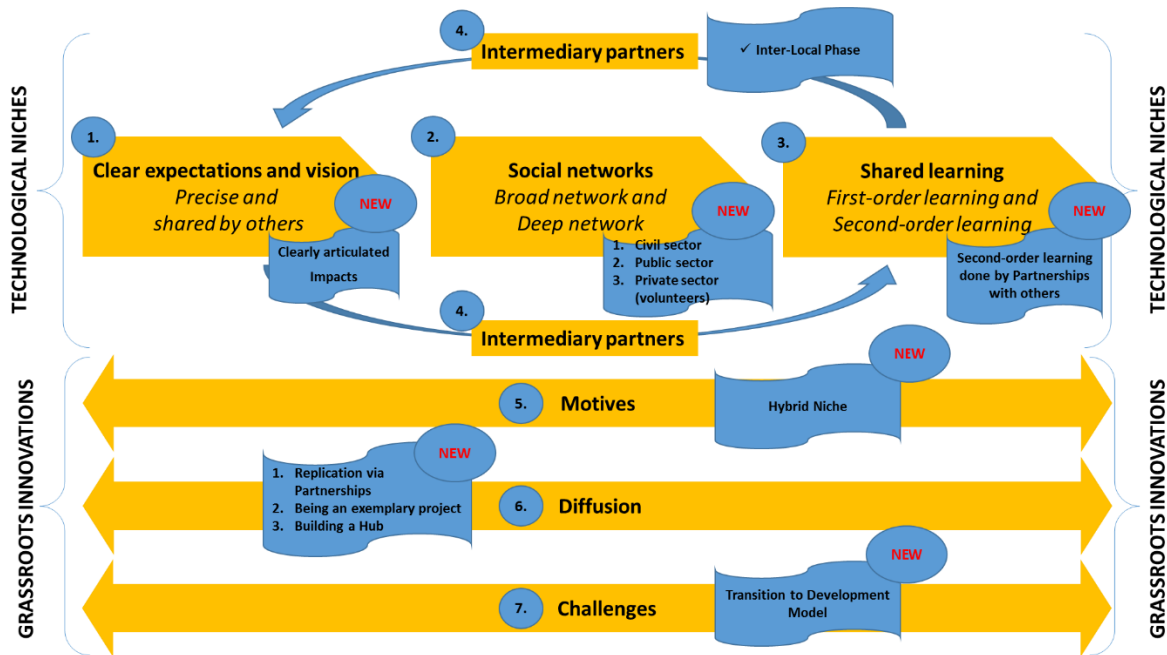 4.
Intermediary partners
✓ Inter-Local Phase
TECHNOLOGICAL NICHES
1.
Clear expectations and vision
Precise and
shared by others
NEW
Clearly articulated
Impacts
2.
Social networks
Broad network and
Deep network
NEW
1. Civil sector
2. Public sector
3. Private sector
(volunteers)
3.
Shared learning
First-order learning and
Second-order learning
NEW
Second-order learning
done by Partnerships
with others
TECHNOLOGICAL NICHES
4.
Intermediary partners
GRASSROOTS INNOVATIONS
5.
Motives
NEW
Hybrid Niche
NEW
1. Replication via
Partnerships
2. Being an exemplary project
3. Building a Hub
6.
Diffusion
7.
Challenges
NEW
Transition to Development
Model
GRASSROOTS INNOVATIONS